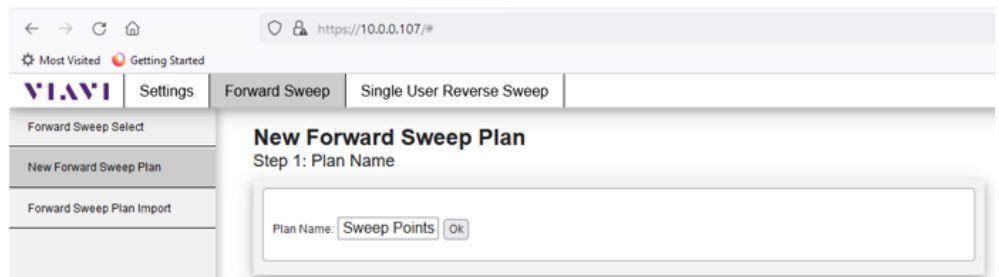 https://10.0.0.107/#
Most Visited Getting Started
VIAVI Settings Forward Sweep Single User Reverse Sweep
Forward Sweep Select
New Forward Sweep Plan
Forward Sweep Plan Import
New Forward Sweep Plan
Step 1: Plan Name
Plan Name: Sweep Points Ok